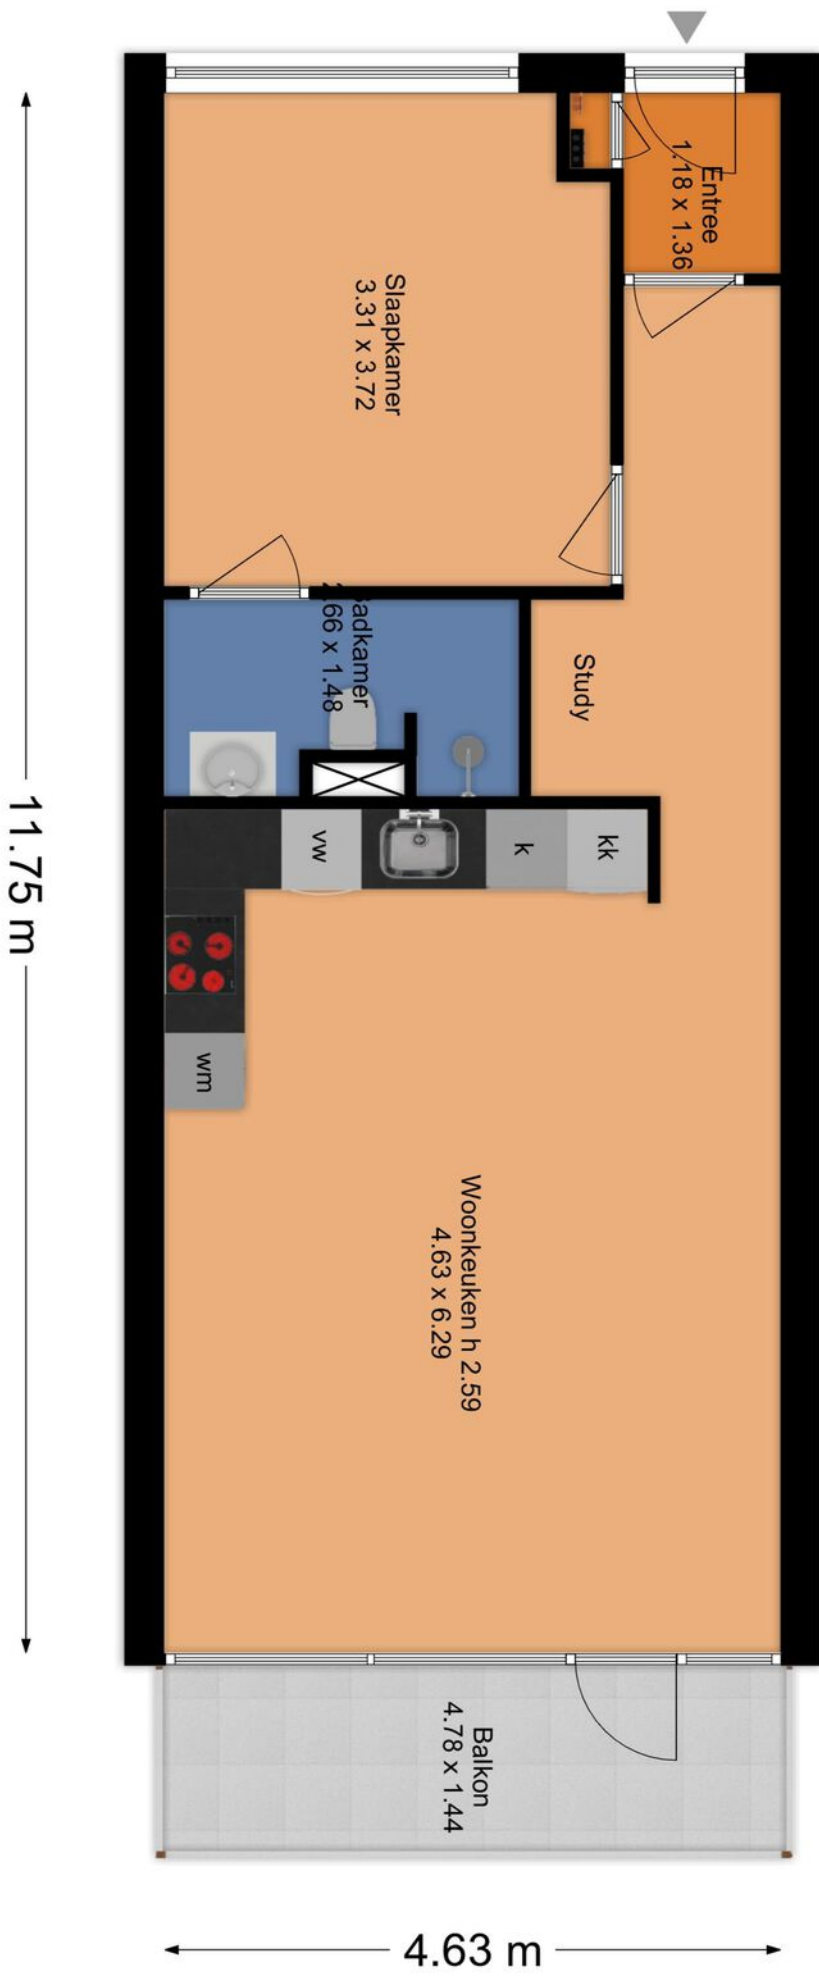 Entree
1.18 x 1.36
Slaapkamer
3.31 x 3.72
Badkamer
2.66 x 1.48
Study
vw
k
kk
wm
11.75 m
Woonkeuken h 2.59
4.63 x 6.29
Balkon
4.78 x 1.44
4.63 m